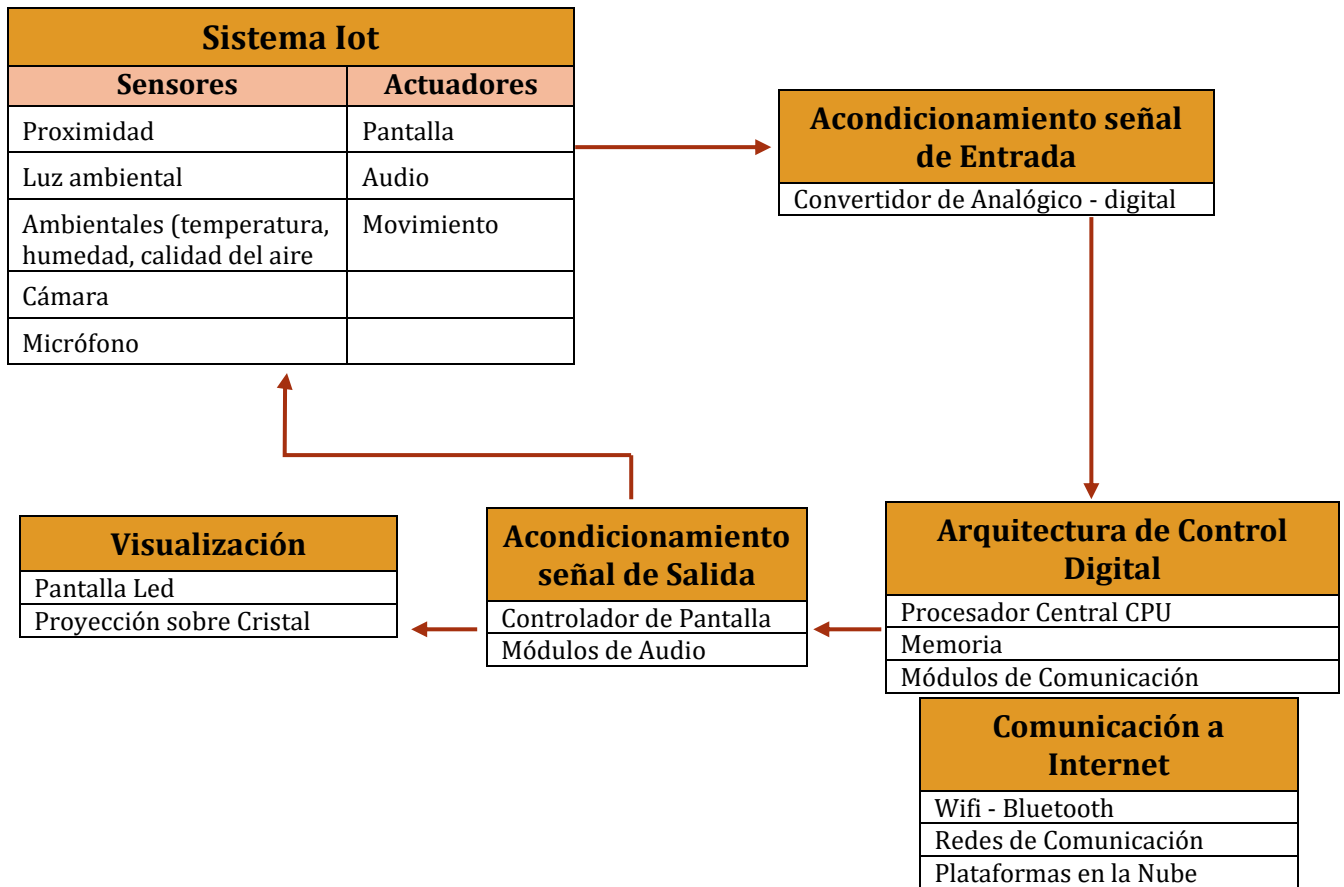 Sistema Iot
Sensores
Actuadores
Proximidad
Pantalla
Luz ambiental
Audio
Ambientales (temperatura,
humedad, calidad del aire
Movimiento
Cámara
Micrófono
Acondicionamiento señal
de Entrada
Convertidor de Analógico - digital
Visualización
Pantalla Led
Proyección sobre Cristal
Acondicionamiento
señal de Salida
Controlador de Pantalla
Módulos de Audio
Arquitectura de Control
Digital
Procesador Central CPU
Memoria
Módulos de Comunicación
Comunicación a
Internet
Wifi - Bluetooth
Redes de Comunicación
Plataformas en la Nube